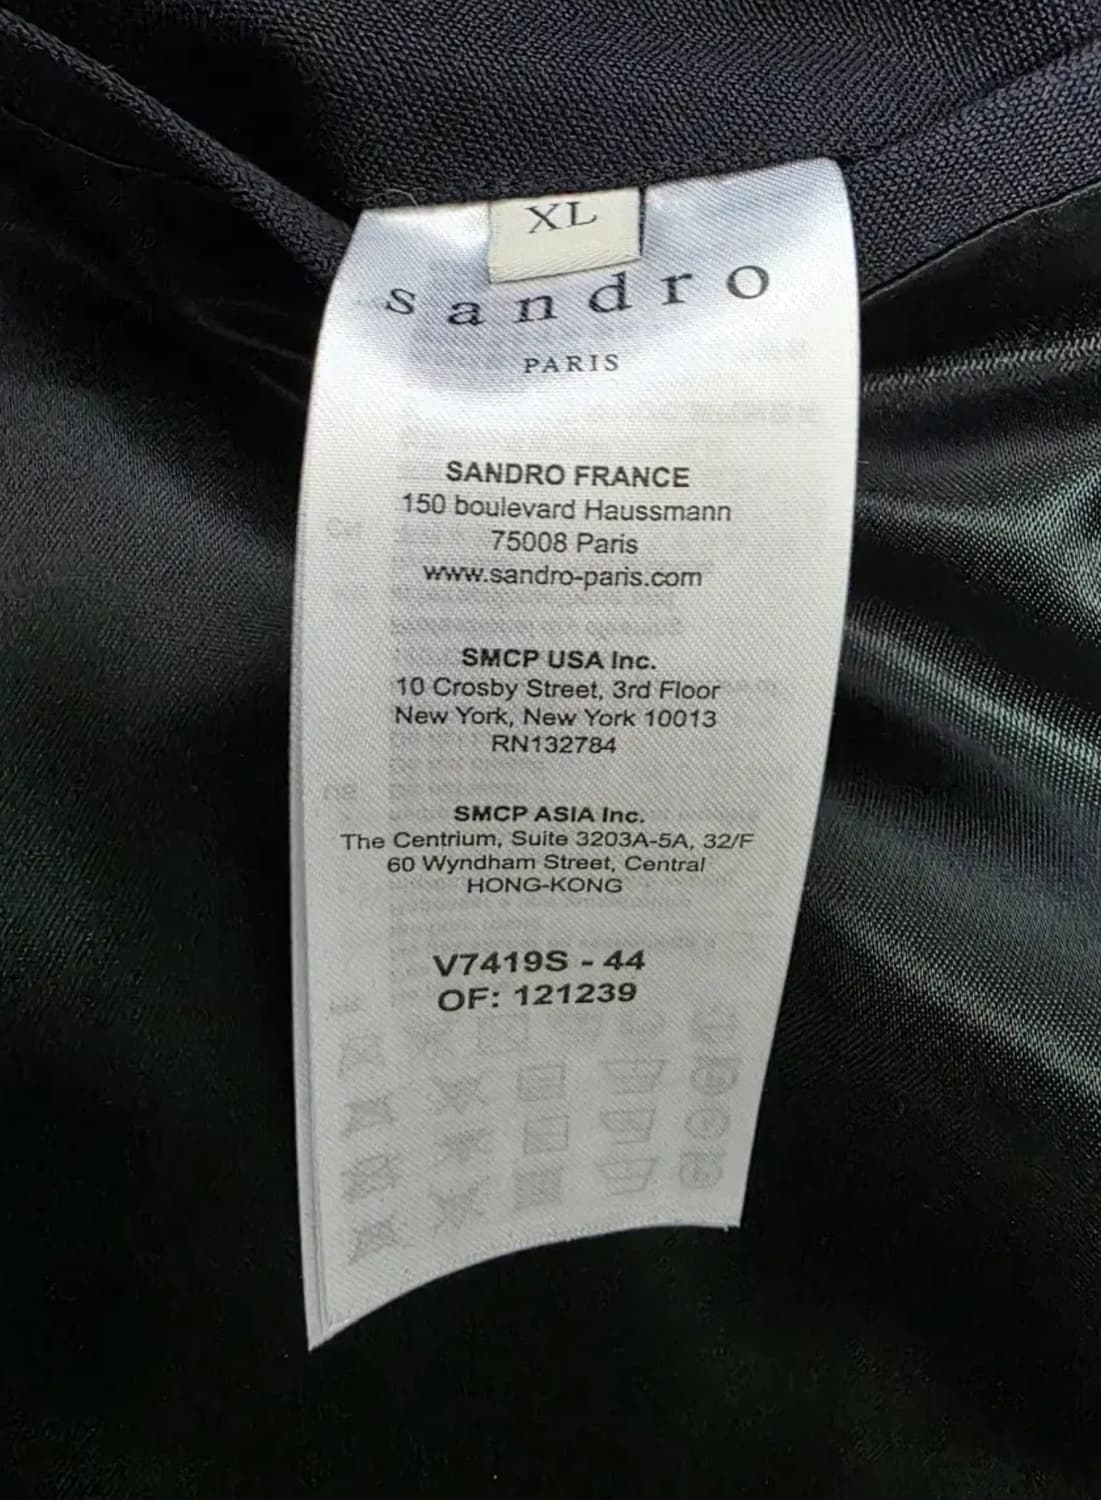 XL
sandro
PARIS
SANDRO FRANCE
150 boulevard Haussmann
75008 Paris
www.sandro-paris.com
SMCP USA Inc.
10 Crosby Street, 3rd Floor
New York, New York 10013
RN132784
SMCP ASIA Inc.
The Centrium, Suite 3203A-5A, 32/F
60 Wyndham Street, Central
HONG-KONG
V7419S - 44
OF: 121239